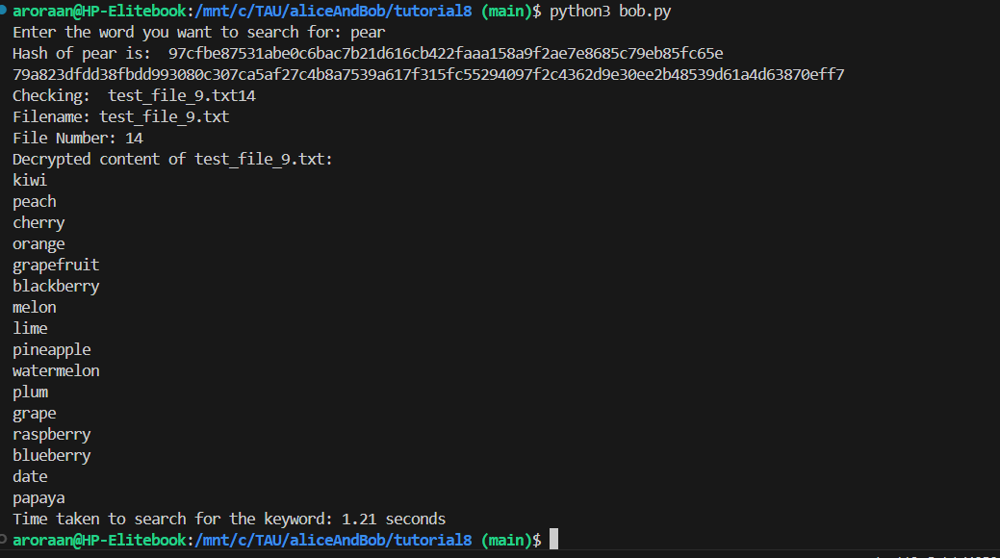 aroraan@HP-Elitebook:/mnt/c/TAU/aliceAndBob/tutorial8 (main)$ python3 bob.py
Enter the word you want to search for: pear
Hash of pear is:  97cfbe87531abe0c6bac7b21d616cb422faaa158a9f2ae7e8685c79eb85fc65e
79a823dfdd38fbdd993080c307ca5af27c4b8a7539a617f315fc55294097f2c4362d9e30ee2b48539d61a4d63870eff7
Checking:  test_file_9.txt14
Filename: test_file_9.txt
File Number: 14
Decrypted content of test_file_9.txt:
kiwi
peach
cherry
orange
grapefruit
blackberry
melon
lime
pineapple
watermelon
plum
grape
raspberry
blueberry
date
papaya
Time taken to search for the keyword: 1.21 seconds
aroraan@HP-Elitebook:/mnt/c/TAU/aliceAndBob/tutorial8 (main)$